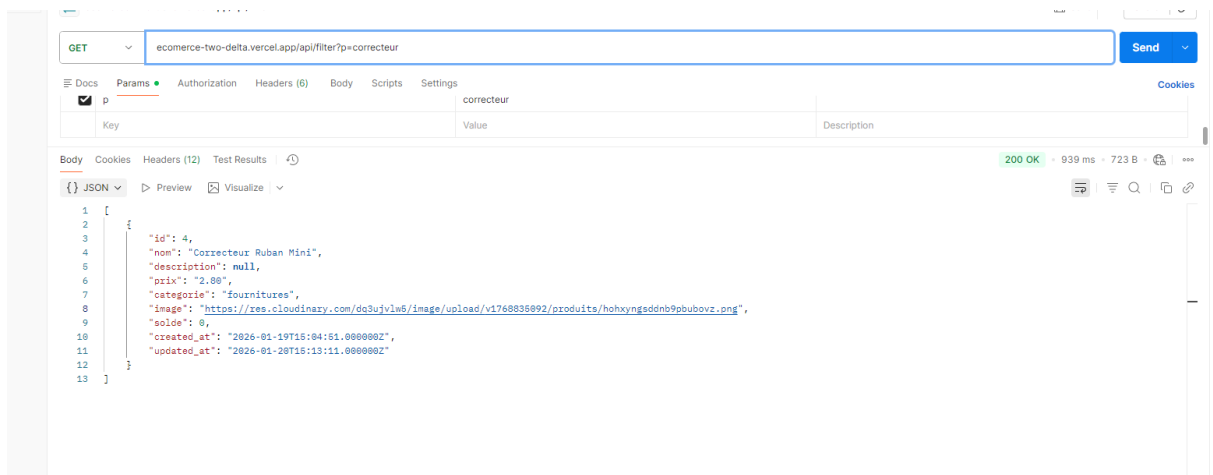 GET
ecomerce-two-delta.vercel.app/api/filter?p=correcteur
Send
Docs Params Authorization Headers (6) Body Scripts Settings
Cookies
p correcteur
Key Value Description
Body Cookies Headers (12) Test Results
200 OK 939 ms 723 B
{} JSON Preview Visualize
1 [
2 {
3 "id": 4,
4 "nom": "Correcteur Ruban Mini",
5 "description": null,
6 "prix": "2.80",
7 "categorie": "fournitures",
8 "image": "https://res.cloudinary.com/dq3ujvlw5/image/upload/v1768835092/produits/hohxyngsddnb9pbubovz.png",
9 "solde": 0,
10 "created_at": "2026-01-19T15:04:51.000000Z",
11 "updated_at": "2026-01-20T15:13:11.000000Z"
12 }
13 ]